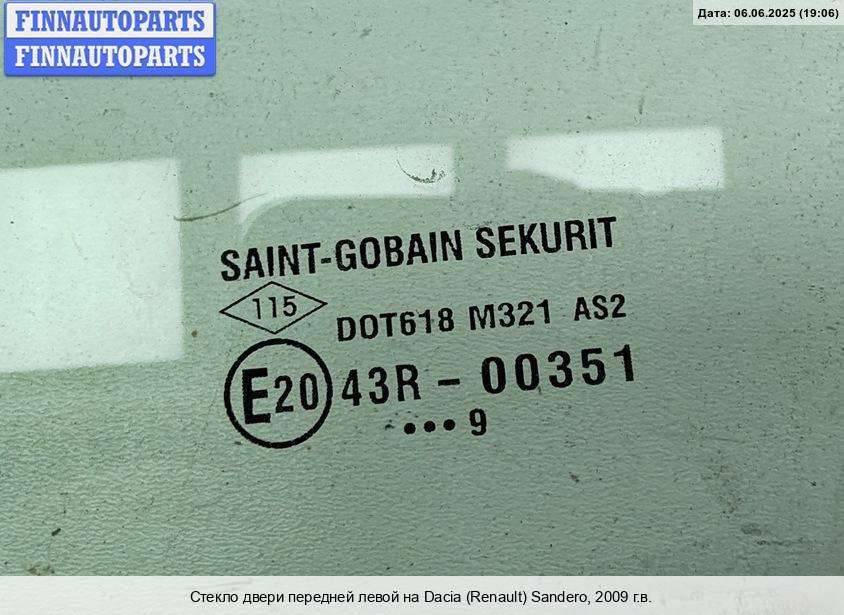 FINNAUTOPARTS
FINNAUTOPARTS
Дата: 06.06.2025 (19:06)
SAINT-GOBAIN SEKURIT
115
DOT618 M321 AS2
E20 43R - 00351
•••9
Стекло двери передней левой на Dacia (Renault) Sandero, 2009 г.в.